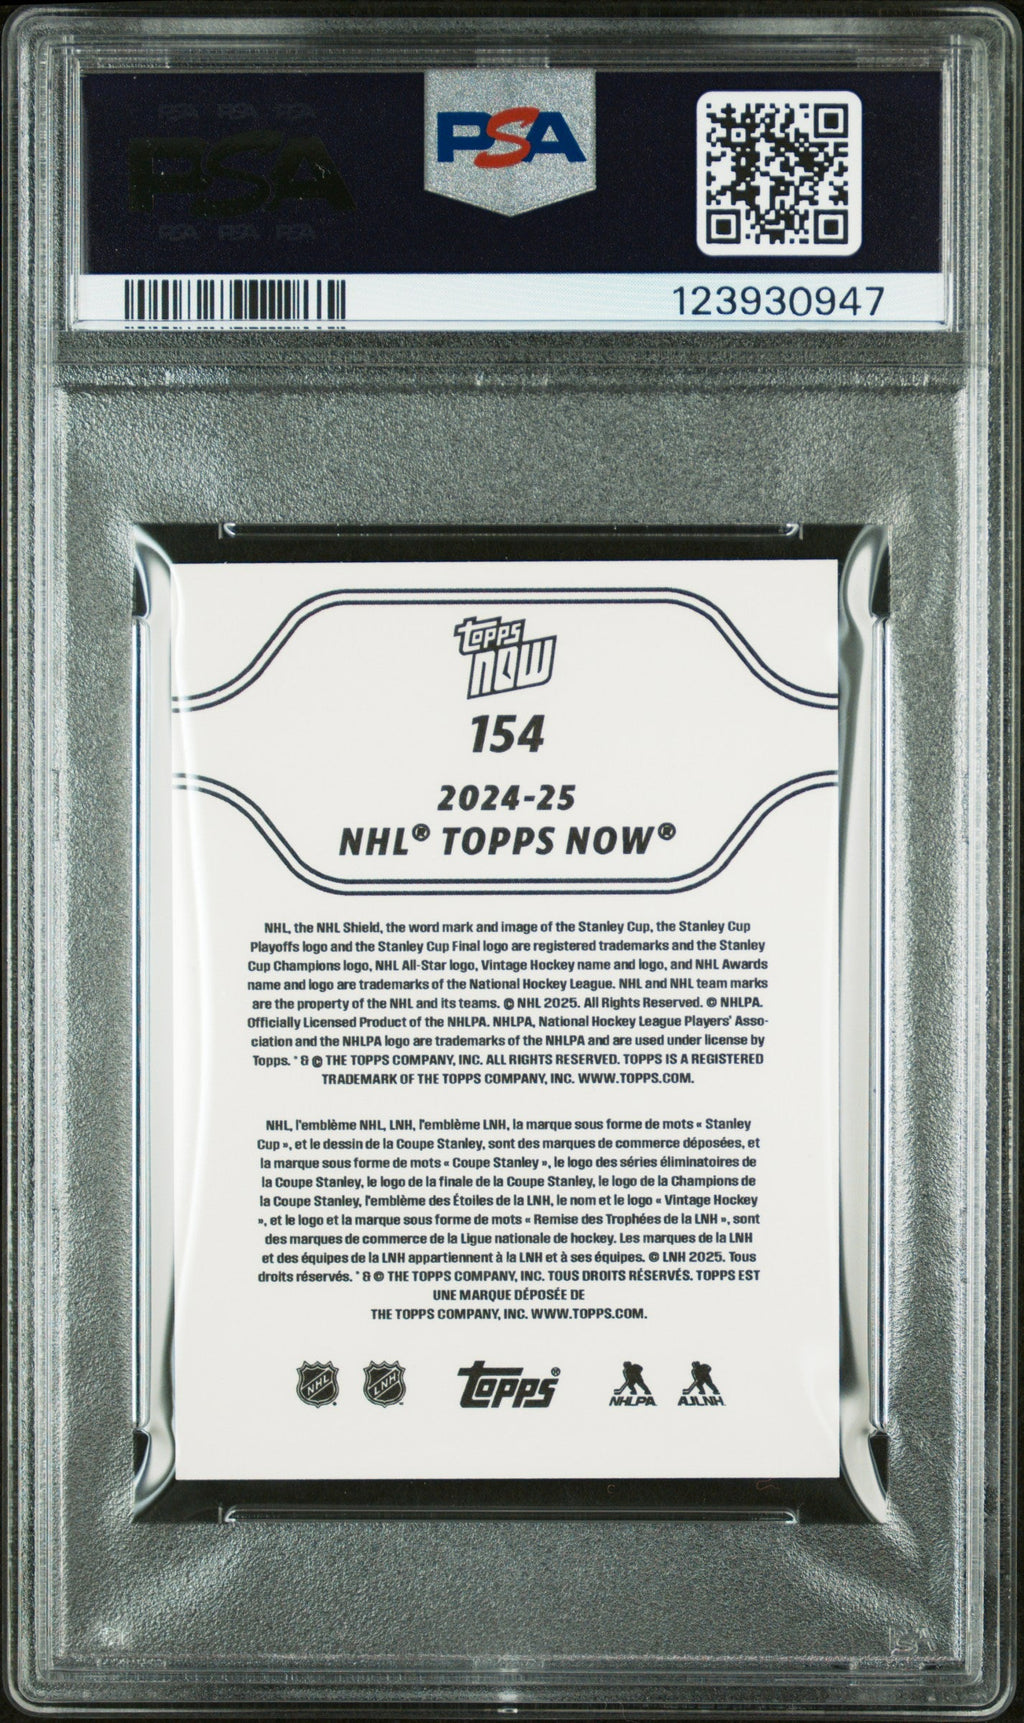 PSA PSA PSA
PSA
PSA PSA PSA
PSA
123930947
topps
NOW
154
2024-25
NHL® TOPPS NOW®
NHL, the NHL Shield, the word mark and image of the Stanley Cup, the Stanley Cup
Playoffs logo and the Stanley Cup Final logo are registered trademarks and the Stanley
Cup Champions logo, NHL All-Star logo, Vintage Hockey name and logo, and NHL Awards
name and logo are trademarks of the National Hockey League. NHL and NHL team marks
are the property of the NHL and its teams. © NHL 2025. All Rights Reserved. © NHLPA.
Officially Licensed Product of the NHLPA. NHLPA, National Hockey League Players' Asso-
ciation and the NHLPA logo are trademarks of the NHLPA and are used under license by
Topps. * & © THE TOPPS COMPANY, INC. ALL RIGHTS RESERVED. TOPPS IS A REGISTERED
TRADEMARK OF THE TOPPS COMPANY, INC. WWW.TOPPS.COM.
NHL, l'emblème NHL, LNH, l'emblème LNH, la marque sous forme de mots « Stanley
Cup », et le dessin de la Coupe Stanley, sont des marques de commerce déposées, et
la marque sous forme de mots « Coupe Stanley », le logo des séries éliminatoires de
la Coupe Stanley, le logo de la finale de la Coupe Stanley, le logo de la Champions de
la Coupe Stanley, l'emblème des Étoiles de la LNH, le nom et le logo « Vintage Hockey
», et le logo et la marque sous forme de mots « Remise des Trophées de la LNH », sont
des marques de commerce de la Ligue nationale de hockey. Les marques de la LNH
et des équipes de la LNH appartiennent à la LNH et à ses équipes. © LNH 2025. Tous
droits réservés. * & © THE TOPPS COMPANY, INC. TOUS DROITS RÉSERVÉS. TOPPS EST
UNE MARQUE DÉPOSÉE DE
THE TOPPS COMPANY, INC. WWW.TOPPS.COM.
NHL LNH topps® NHLPA AJLNH
PSA